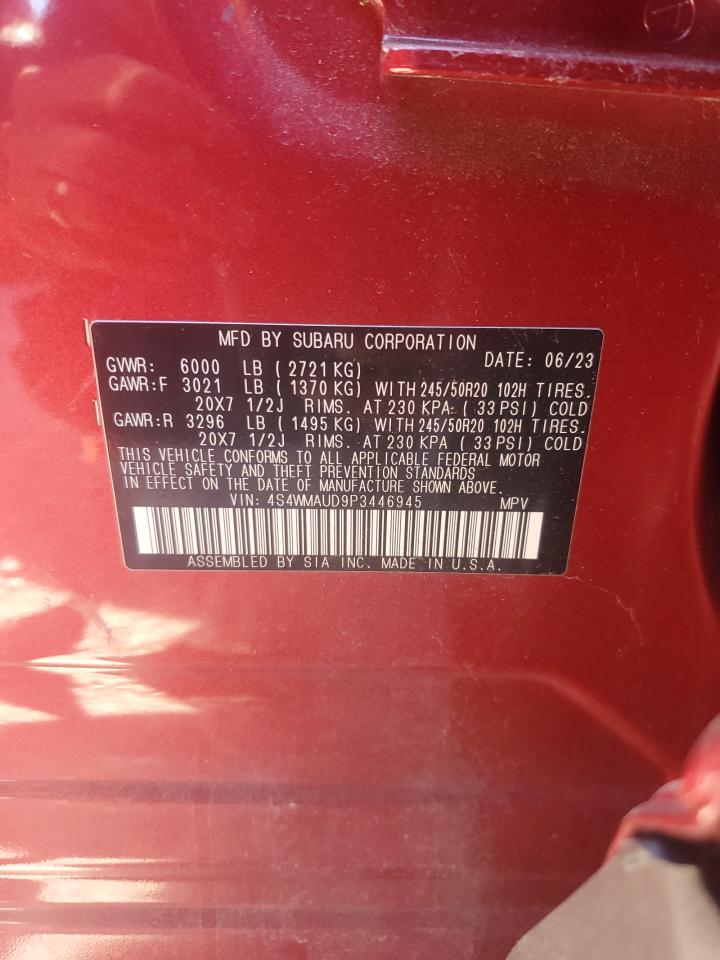 MFD BY SUBARU CORPORATION
GVWR: 6000 LB ( 2721 KG) DATE: 06/23
GAWR:F 3021 LB ( 1370 KG) WITH 245/50R20 102H TIRES.
20X7 1/2J RIMS. AT 230 KPA ( 33 PSI) COLD
GAWR:R 3296 LB ( 1495 KG) WITH 245/50R20 102H TIRES.
20X7 1/2J RIMS. AT 230 KPA ( 33 PSI) COLD
THIS VEHICLE CONFORMS TO ALL APPLICABLE FEDERAL MOTOR
VEHICLE SAFETY AND THEFT PREVENTION STANDARDS
IN EFFECT ON THE DATE OF MANUFACTURE SHOWN ABOVE.
VIN: 4S4WMAUD9P3446945 MPV
ASSEMBLED BY SIA INC. MADE IN U.S.A.